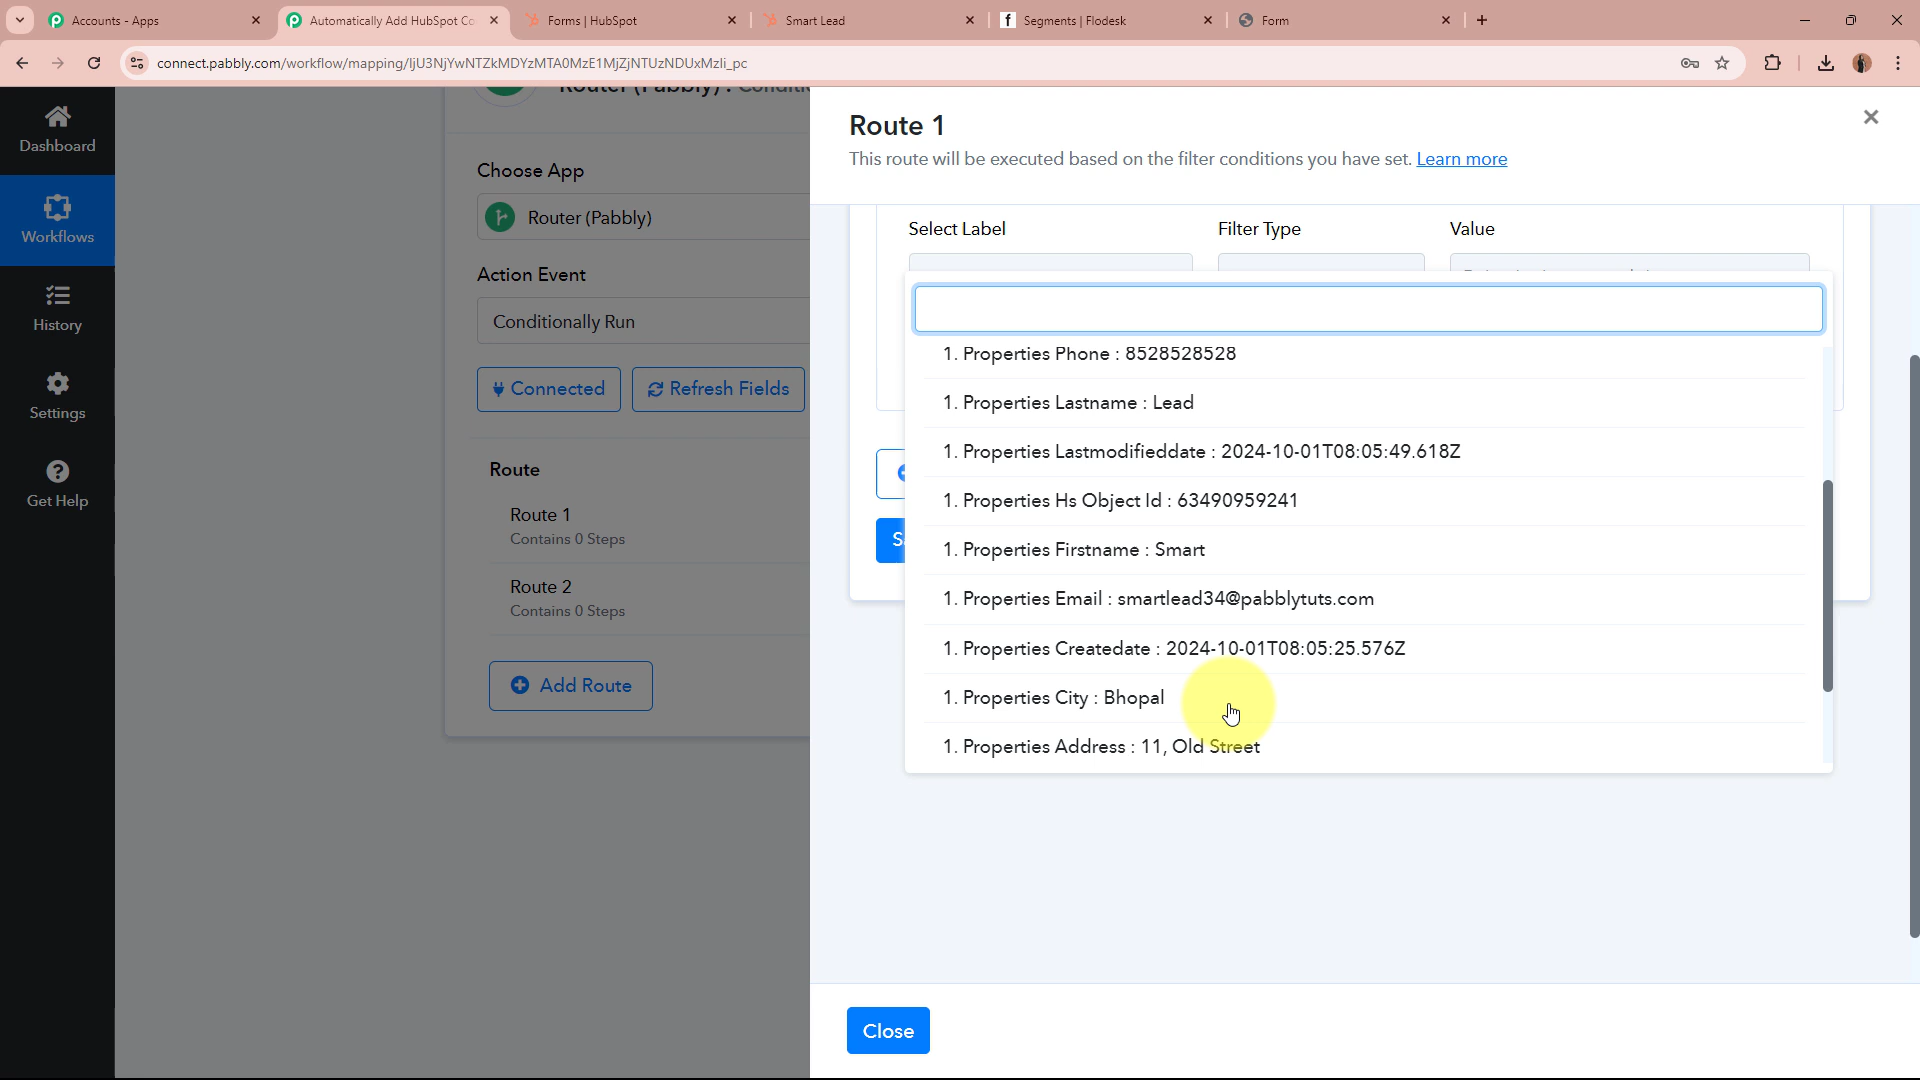 Accounts - Apps
Automatically Add HubSpot Co
Forms | HubSpot
Smart Lead
Segments | Flodesk
Form
connect.pabbly.com/workflow/mapping/
Dashboard
Workflows
History
Settings
Get Help
Choose App
Router (Pabbly)
Action Event
Conditionally Run
Connected
Refresh Fields
Route
Route 1
Contains 0 Steps
Route 2
Contains 0 Steps
Add Route
Route 1
This route will be executed based on the filter conditions you have set. Learn more
Select Label
Filter Type
Value
1. Properties Phone : 8528528528
1. Properties Lastname : Lead
1. Properties Lastmodifieddate : 2024-10-01T08:05:49.618Z
1. Properties Hs Object Id : 63490959241
1. Properties Firstname : Smart
1. Properties Email : smartlead34@pabblytuts.com
1. Properties Createdate : 2024-10-01T08:05:25.576Z
1. Properties City : Bhopal
1. Properties Address : 11, Old Street
Close